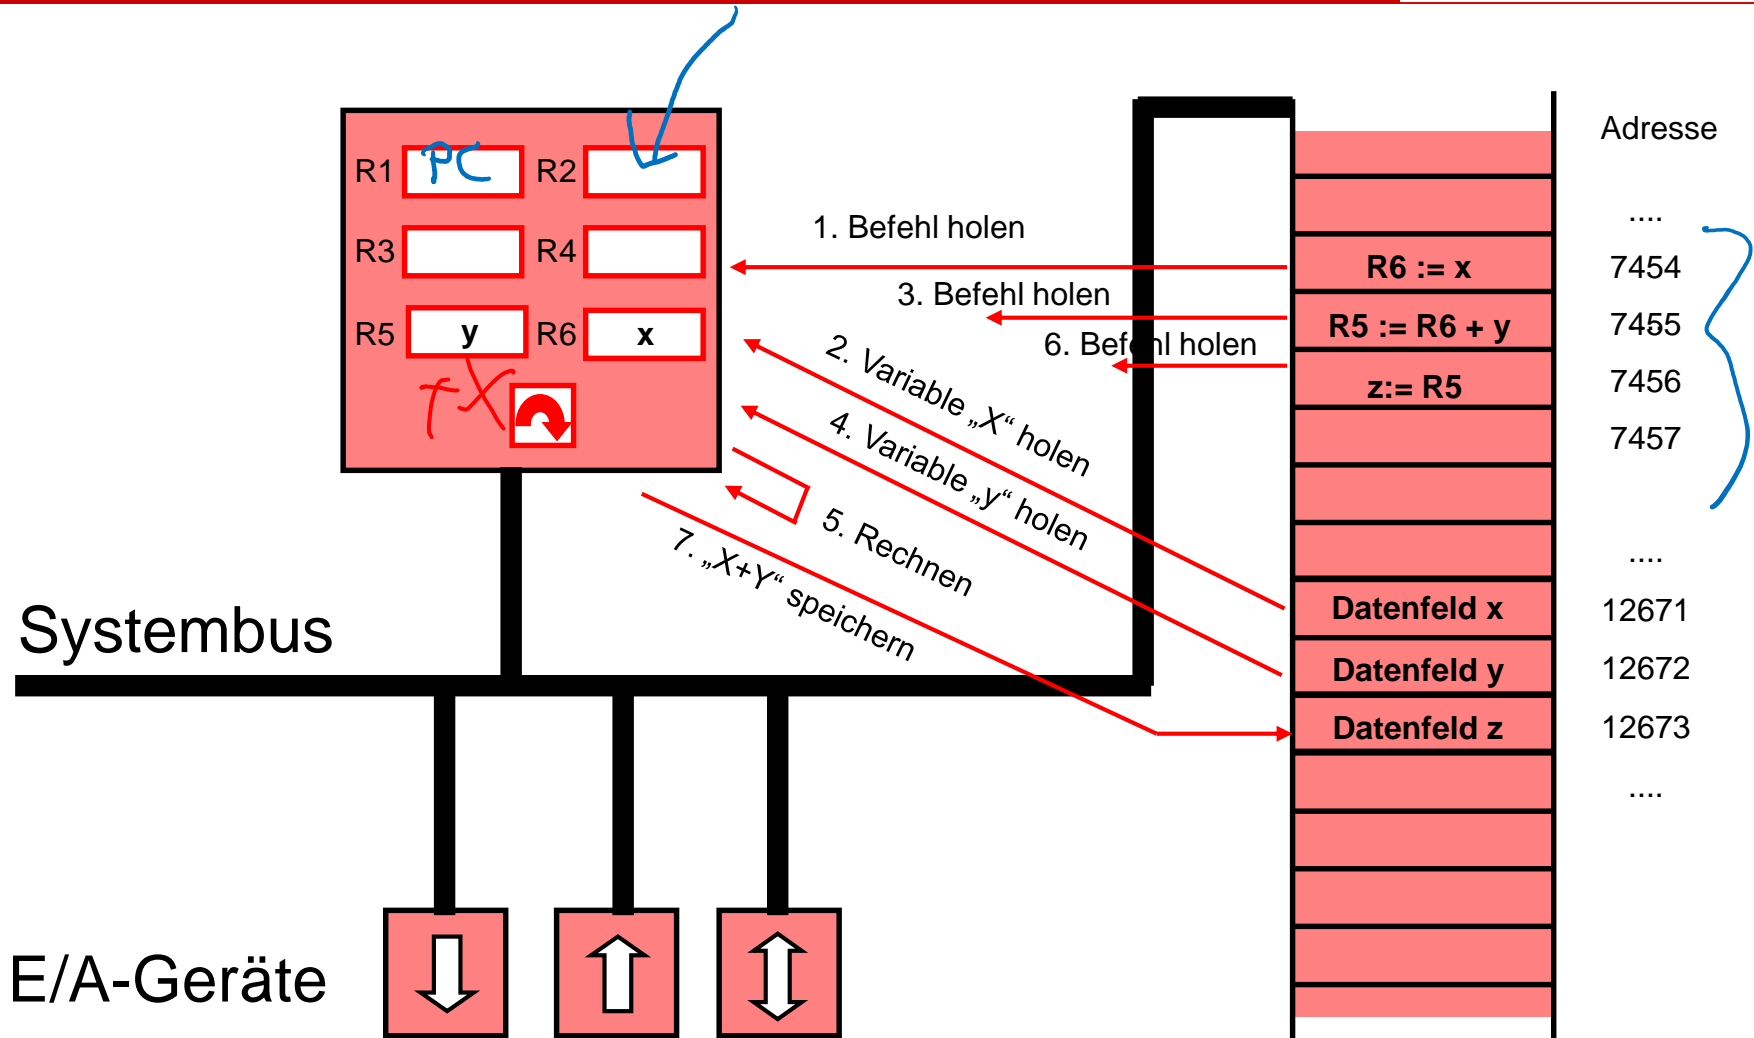 Adresse
R1 PC R2
....
1. Befehl holen
R3 R4
R6 := x 7454
3. Befehl holen
R5 y R6 x
R5 := R6 + y 7455
6. Befehl holen
2. Variable „X“ holen
z:= R5 7456
+X
4. Variable „y“ holen
7457
5. Rechnen
7. „X+Y“ speichern
....
Datenfeld x 12671
Systembus
Datenfeld y 12672
Datenfeld z 12673
....
E/A-Geräte